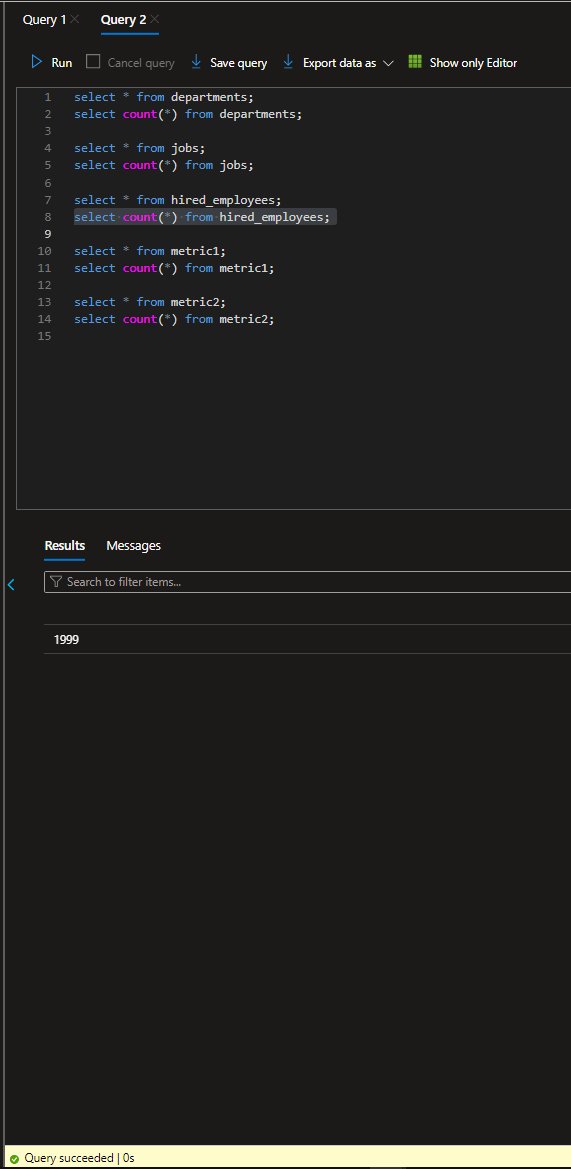 Query 1 Query 2
Run Cancel query Save query Export data as Show only Editor
1 select * from departments;
2 select count(*) from departments;
3
4 select * from jobs;
5 select count(*) from jobs;
6
7 select * from hired_employees;
8 select count(*) from hired_employees;
9
10 select * from metric1;
11 select count(*) from metric1;
12
13 select * from metric2;
14 select count(*) from metric2;
15
Results Messages
Search to filter items...
1999
Query succeeded | 0s